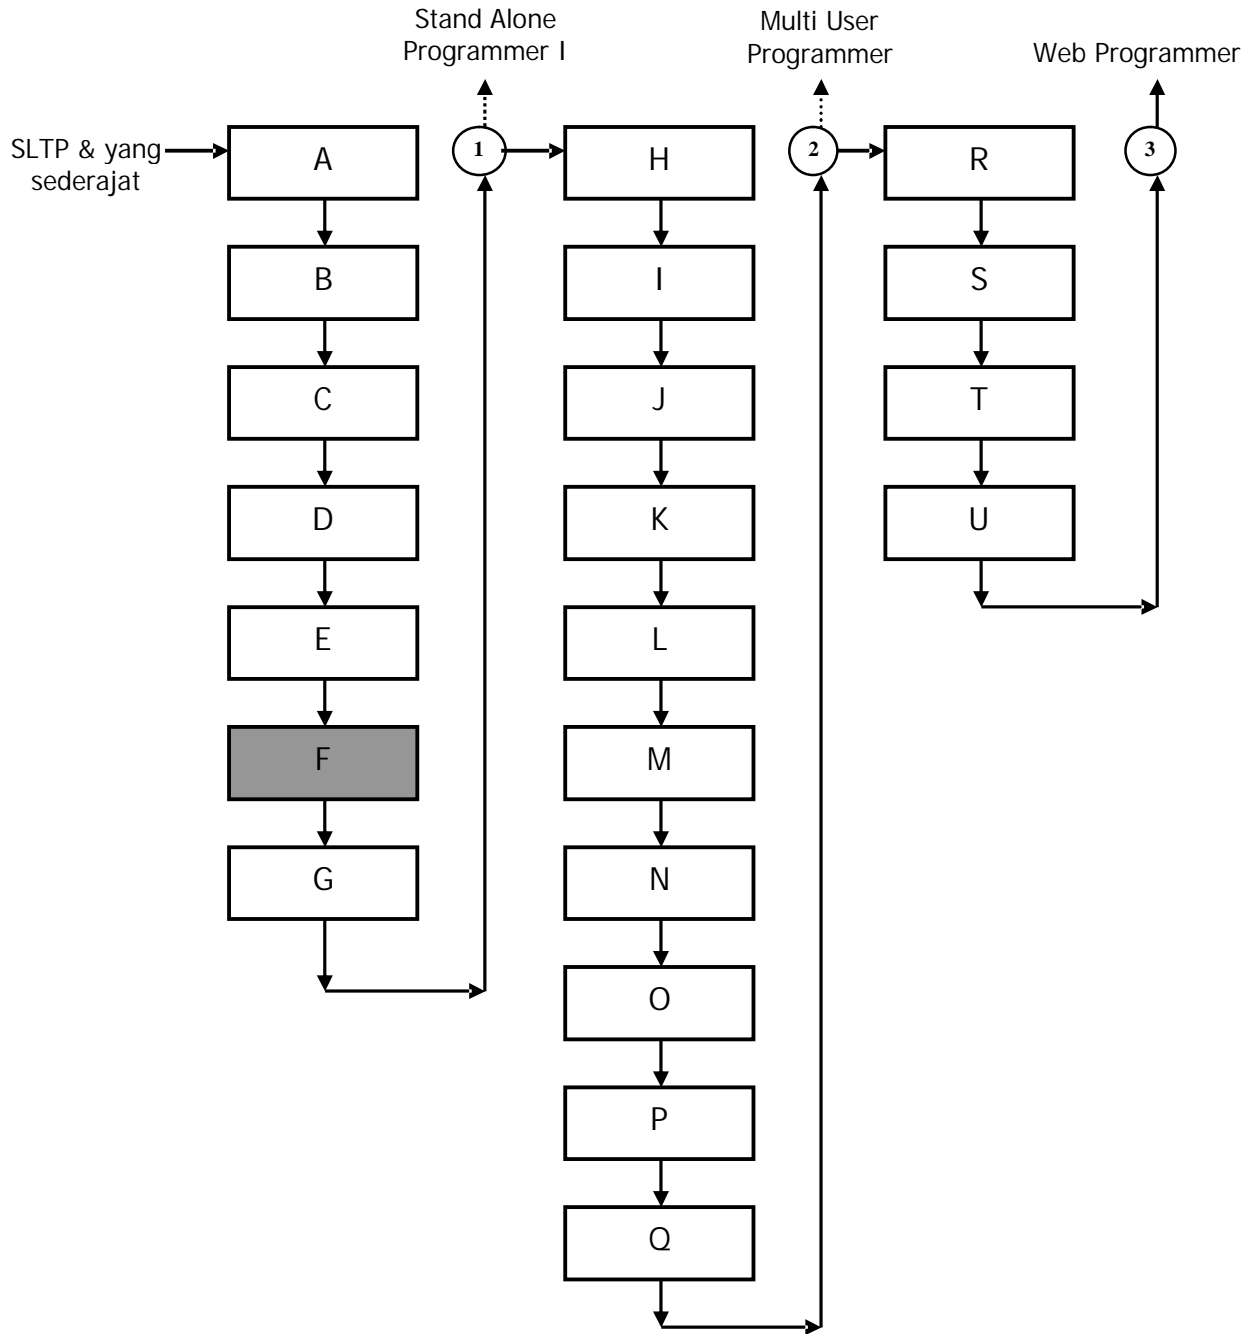 Stand Alone
Programmer I
Multi User
Programmer
Web Programmer
SLTP & yang
sederajat
A
1
H
2
R
3
B
I
S
C
J
T
D
K
U
E
L
F
M
G
N
O
P
Q